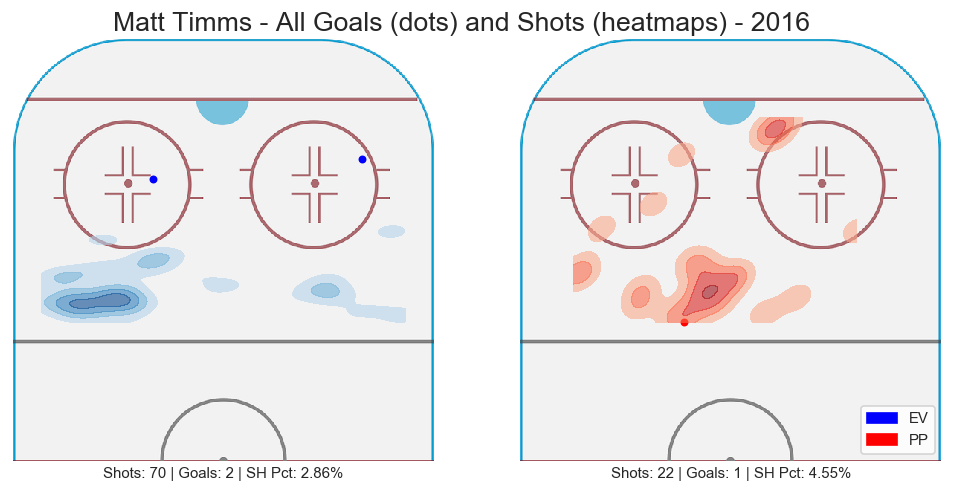 Matt Timms - All Goals (dots) and Shots (heatmaps) - 2016
EV
PP
Shots: 70 | Goals: 2 | SH Pct: 2.86%
Shots: 22 | Goals: 1 | SH Pct: 4.55%